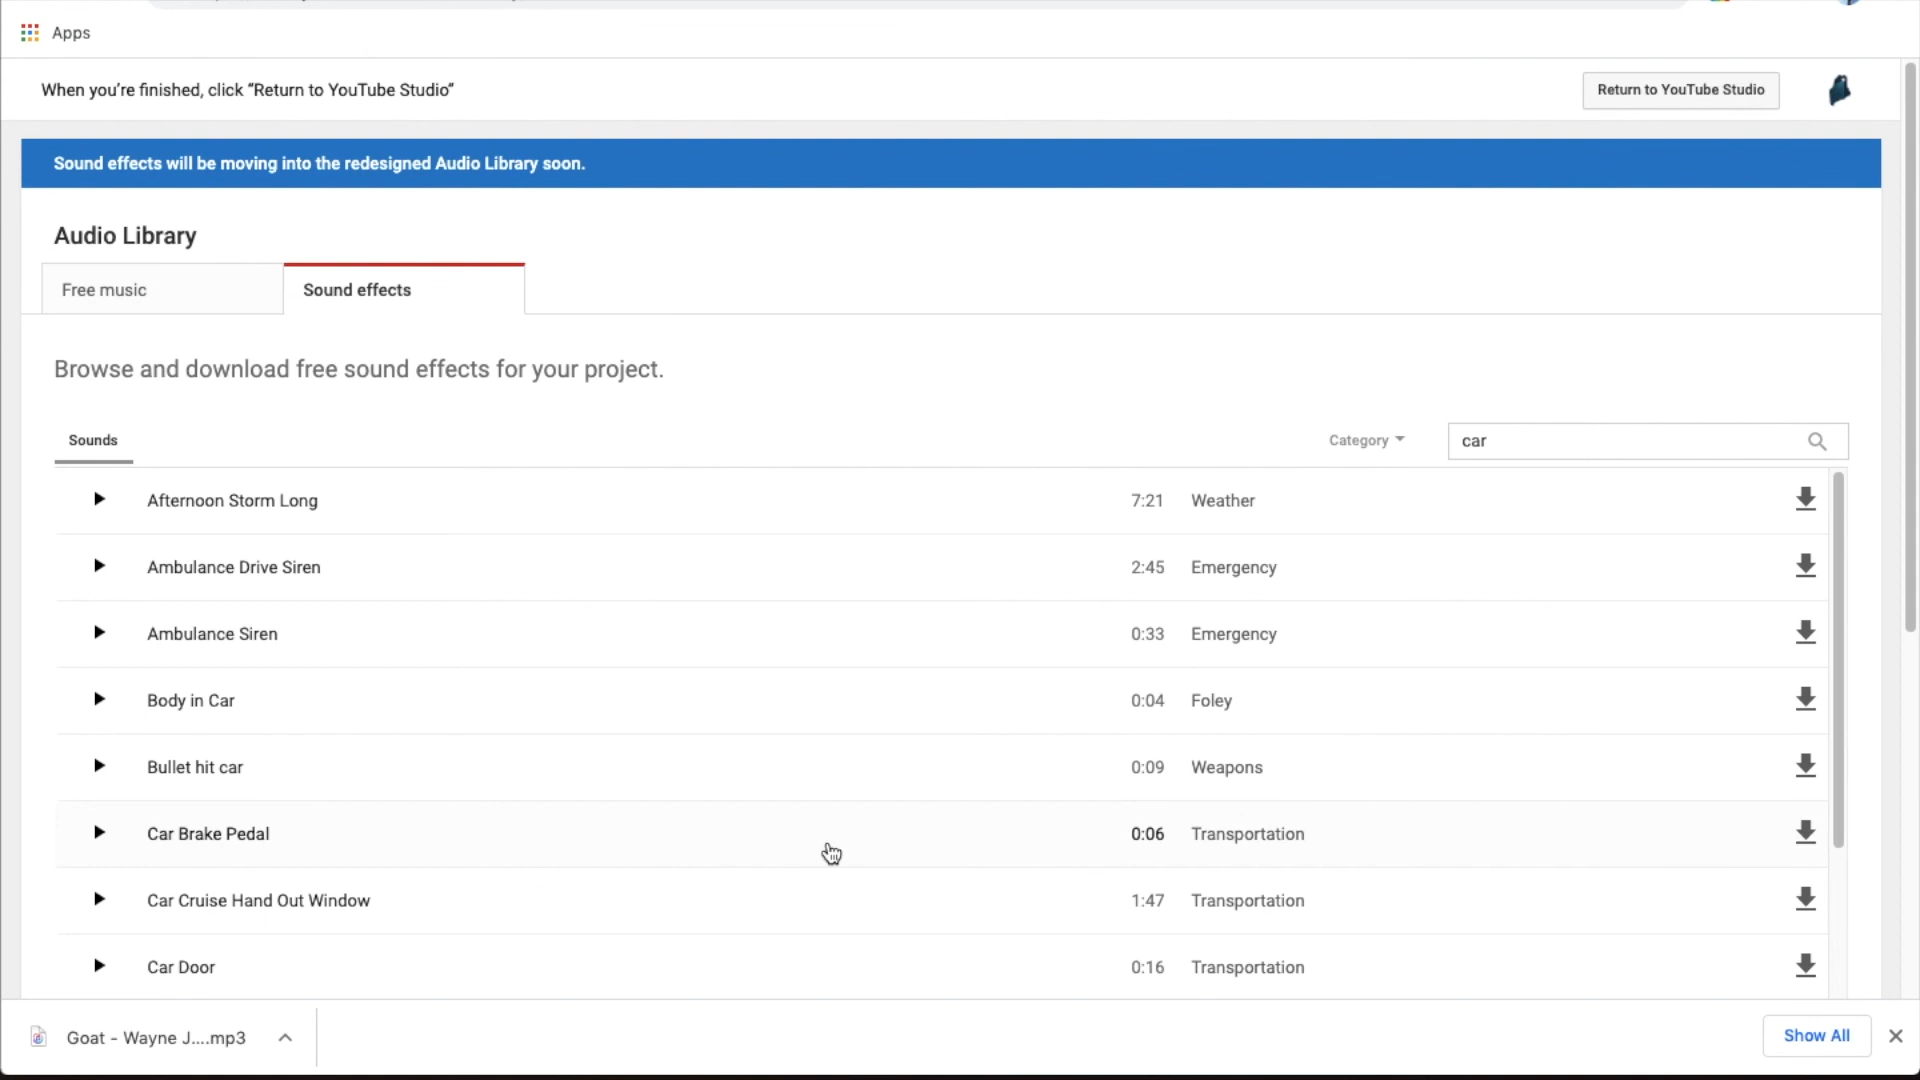 Apps
When you’re finished, click “Return to YouTube Studio”
Return to YouTube Studio
Sound effects will be moving into the redesigned Audio Library soon.
Audio Library
Free music
Sound effects
Browse and download free sound effects for your project.
Sounds
Category
car
Afternoon Storm Long 7:21 Weather
Ambulance Drive Siren 2:45 Emergency
Ambulance Siren 0:33 Emergency
Body in Car 0:04 Foley
Bullet hit car 0:09 Weapons
Car Brake Pedal 0:06 Transportation
Car Cruise Hand Out Window 1:47 Transportation
Car Door 0:16 Transportation
Goat - Wayne J....mp3
Show All